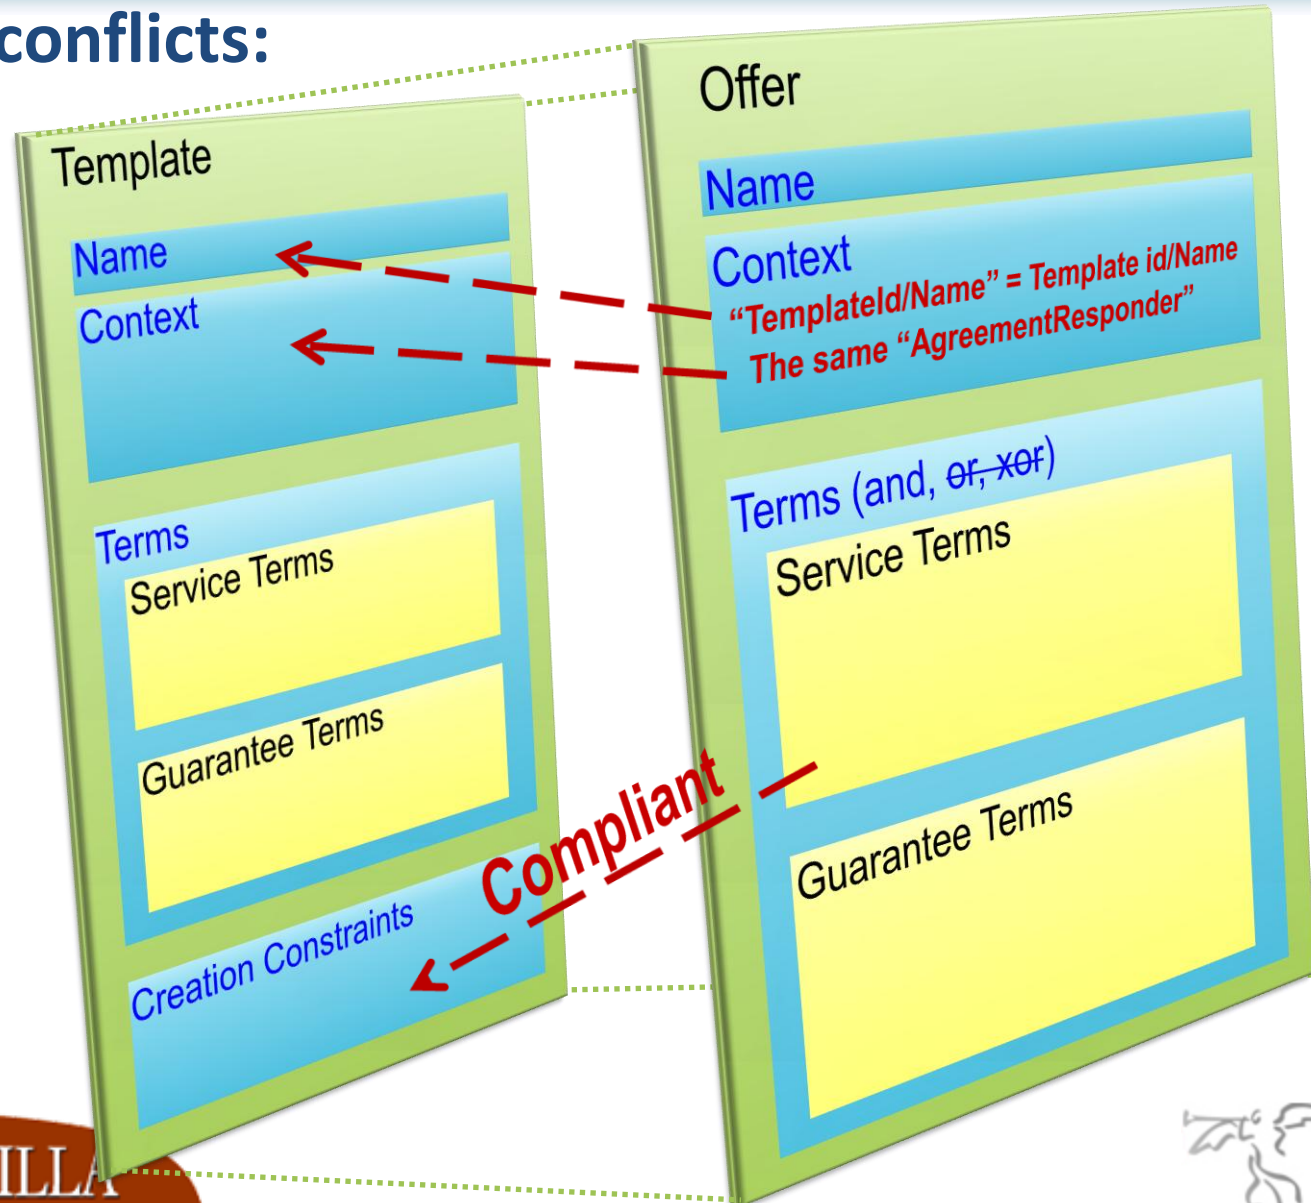 conflicts:
Template
Name
Context
Terms
Service Terms
Guarantee Terms
Creation Constraints
Compliant
Offer
Name
Context
“TemplateId/Name” = Template id/Name
The same “AgreementResponder”
Terms (and, or, xor)
Service Terms
Guarantee Terms
ILLA